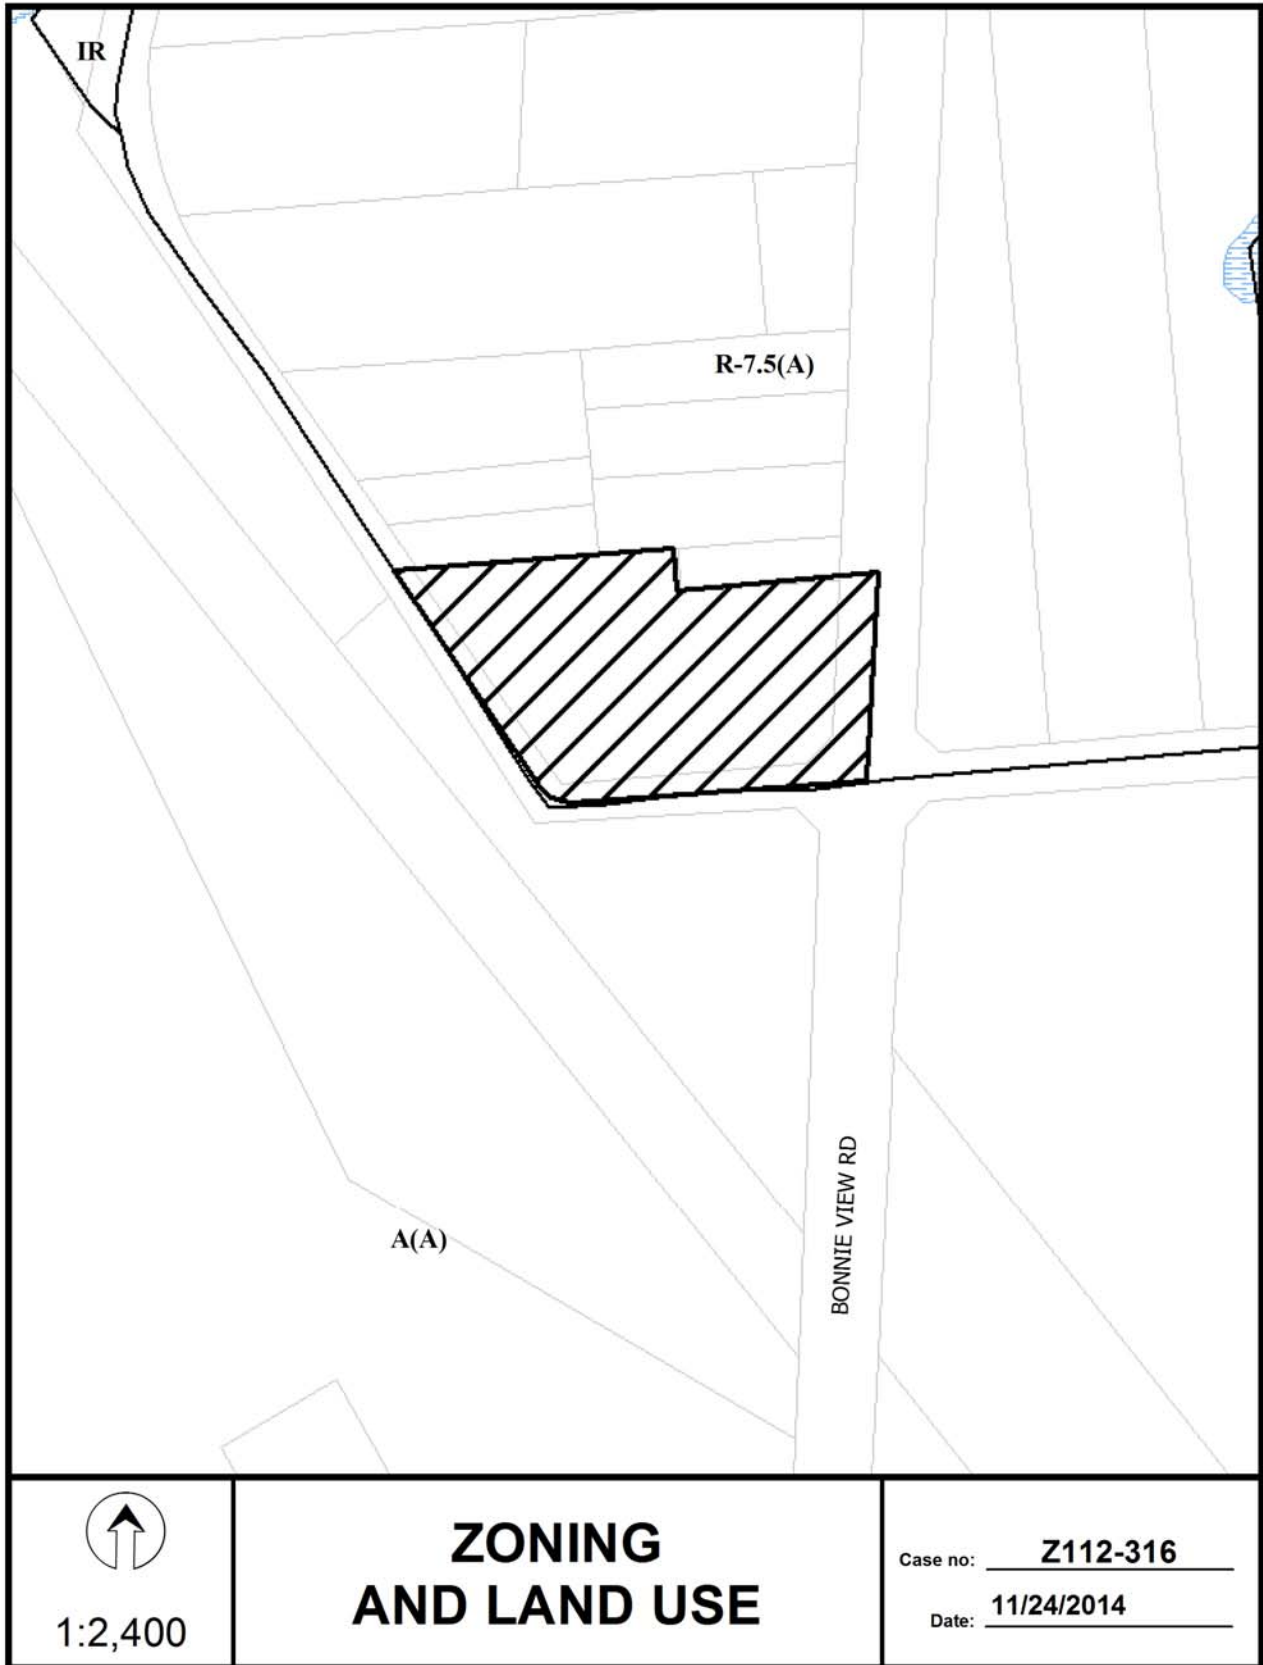 IR
R-7.5(A)
A(A)
BONNIE VIEW RD
1:2,400
ZONING
AND LAND USE
Case no: Z112-316
Date: 11/24/2014